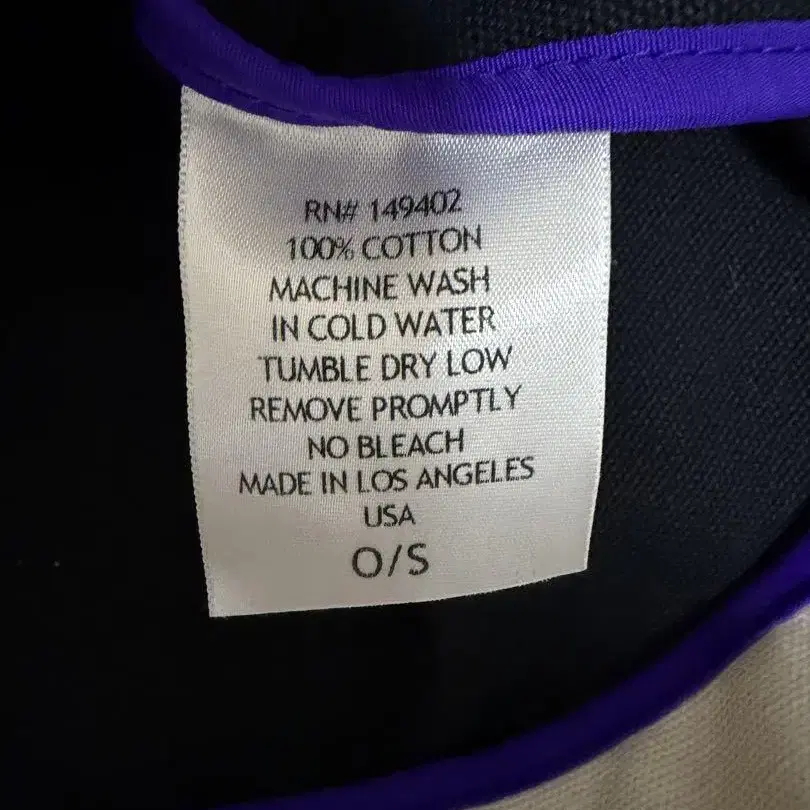 RN# 149402
100% COTTON
MACHINE WASH
IN COLD WATER
TUMBLE DRY LOW
REMOVE PROMPTLY
NO BLEACH
MADE IN LOS ANGELES
USA
O/S